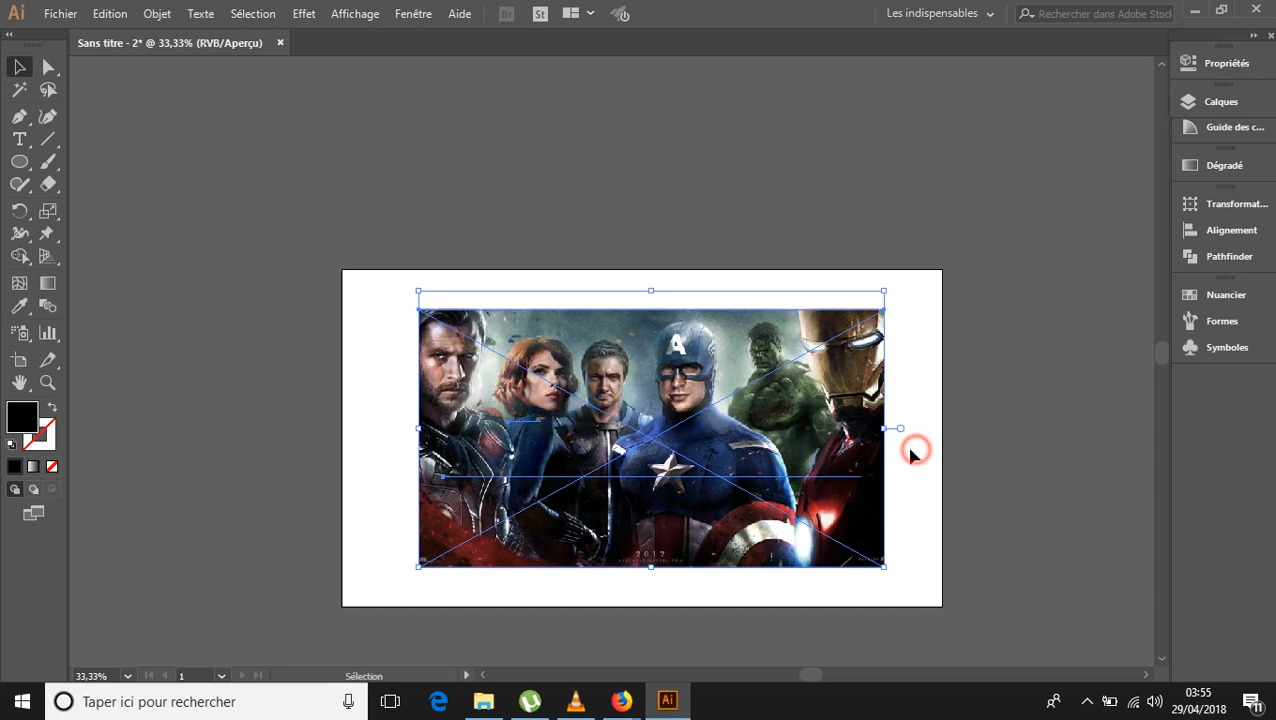 Ai Fichier Edition Objet Texte Sélection Effet Affichage Fenêtre Aide Br St Les indispensables Rechercher dans Adobe Stock
Sans titre - 2* @ 33,33% (RVB/Aperçu)
Propriétés
Calques
Guide des c...
Dégradé
Transformat...
Alignement
Pathfinder
Nuancier
Formes
Symboles
T
A
2012
33,33% 1 Sélection
Taper ici pour rechercher
Ai
03:55
29/04/2018
11